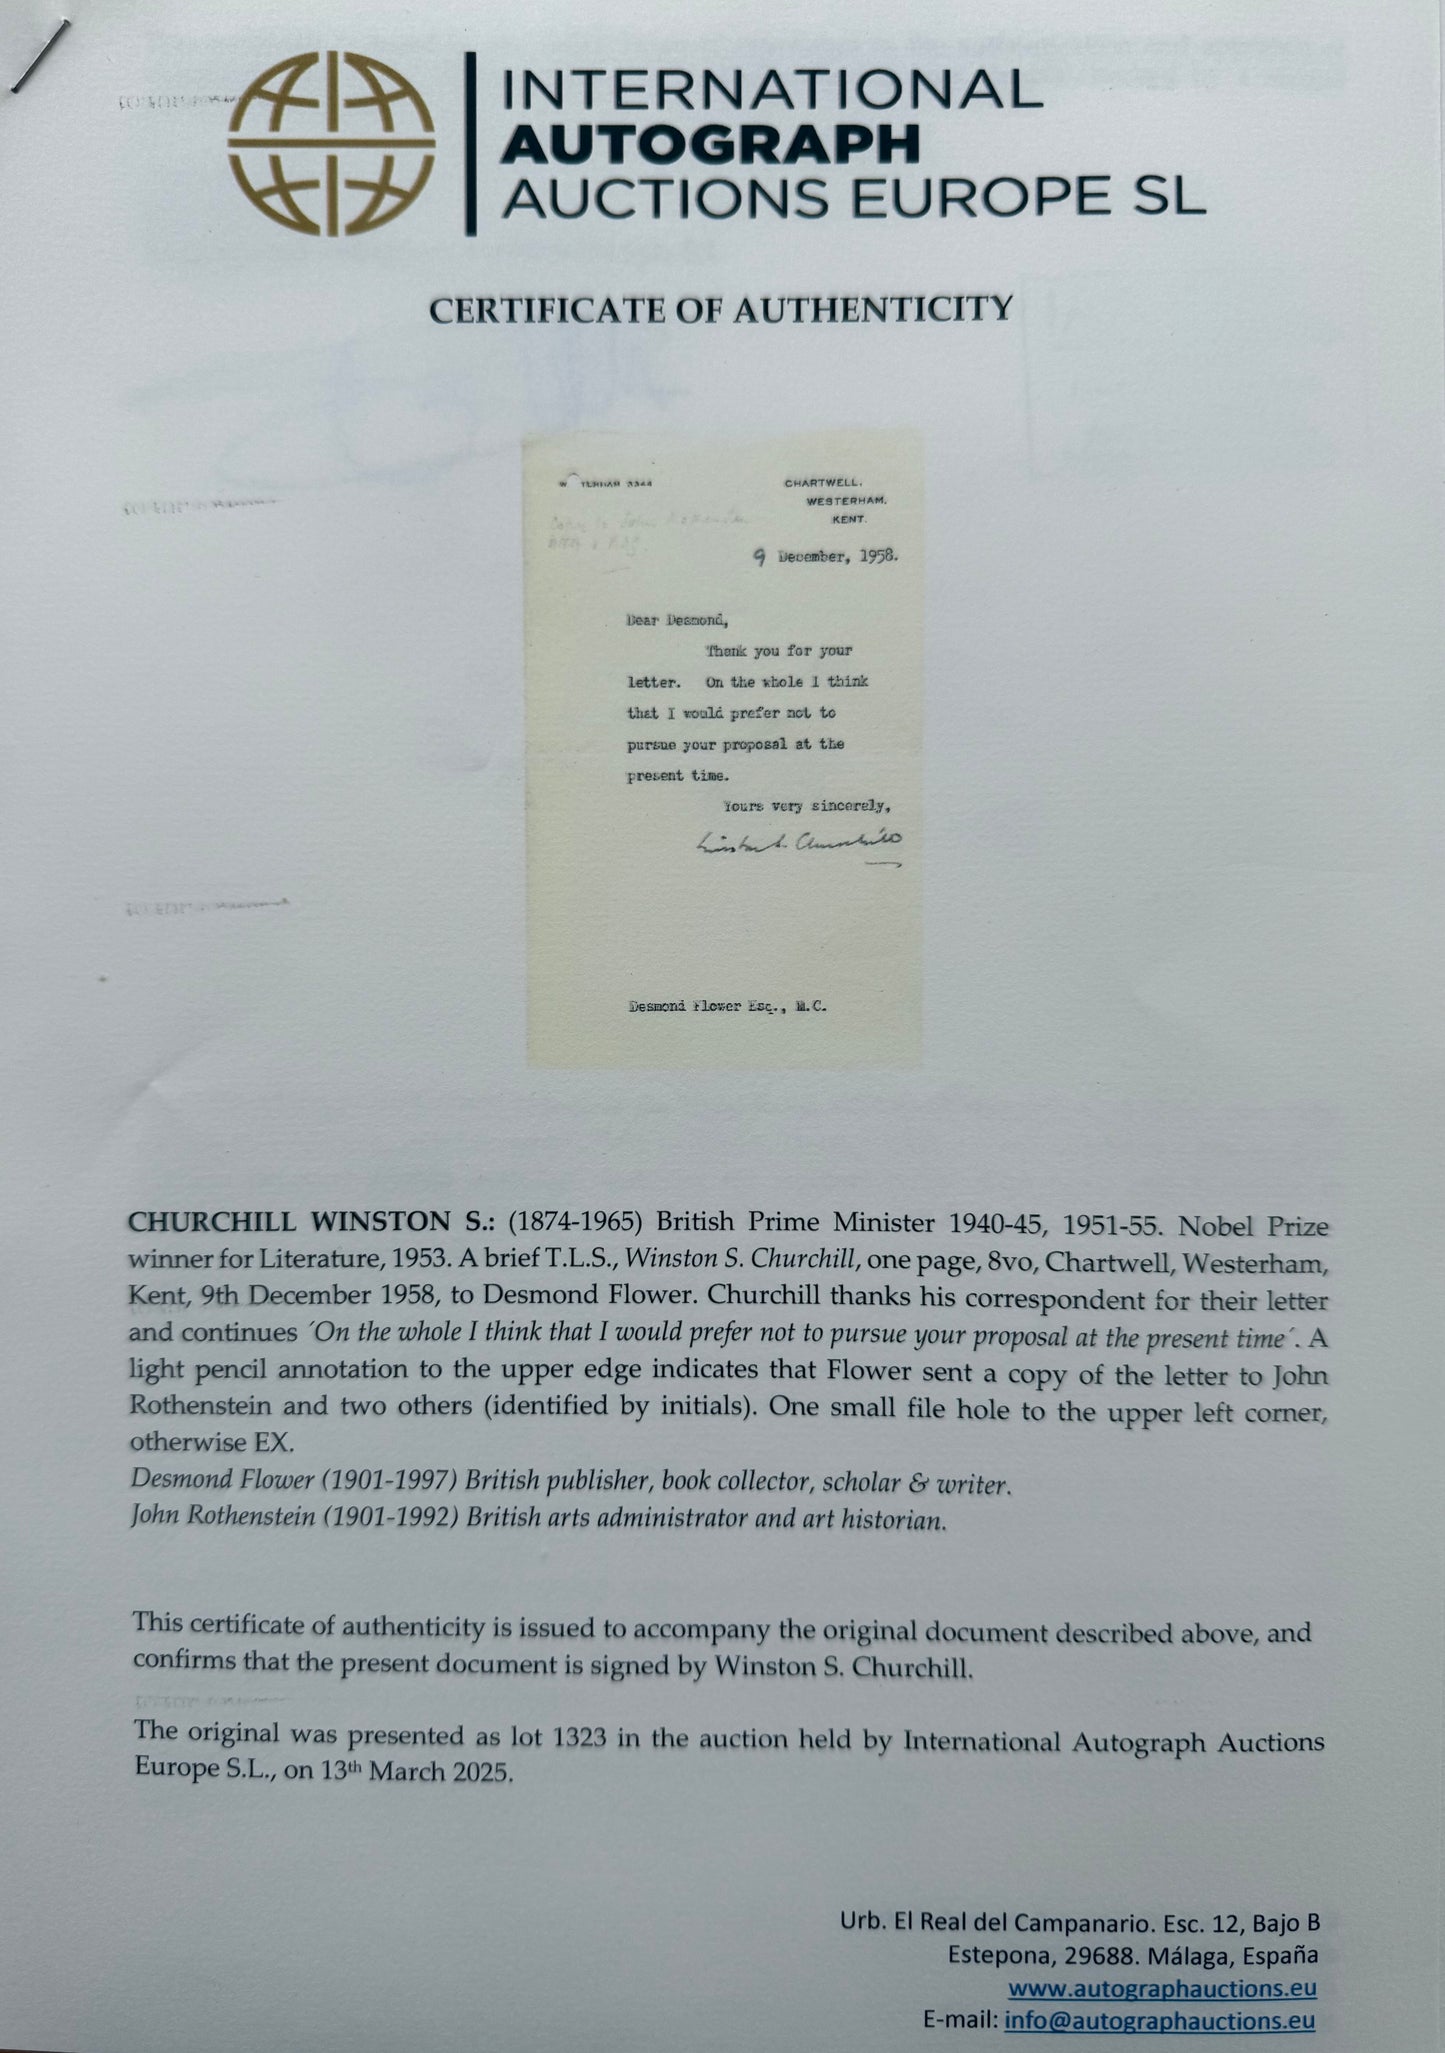 INTERNATIONAL
AUTOGRAPH
AUCTIONS EUROPE SL
CERTIFICATE OF AUTHENTICITY
CHARTWELL,
WESTERHAM,
KENT.
9 December, 1958.
Dear Desmond,
Thank you for your
letter. On the whole I think
that I would prefer not to
pursue your proposal at the
present time.
Yours very sincerely,
Winston S. Churchill
Desmond Flower Esq., M.C.
CHURCHILL WINSTON S.: (1874-1965) British Prime Minister 1940-45, 1951-55. Nobel Prize
winner for Literature, 1953. A brief T.L.S., Winston S. Churchill, one page, 8vo, Chartwell, Westerham,
Kent, 9th December 1958, to Desmond Flower. Churchill thanks his correspondent for their letter
and continues ´On the whole I think that I would prefer not to pursue your proposal at the present time´. A
light pencil annotation to the upper edge indicates that Flower sent a copy of the letter to John
Rothenstein and two others (identified by initials). One small file hole to the upper left corner,
otherwise EX.
Desmond Flower (1901-1997) British publisher, book collector, scholar & writer.
John Rothenstein (1901-1992) British arts administrator and art historian.
This certificate of authenticity is issued to accompany the original document described above, and
confirms that the present document is signed by Winston S. Churchill.
The original was presented as lot 1323 in the auction held by International Autograph Auctions
Europe S.L., on 13th March 2025.
Urb. El Real del Campanario. Esc. 12, Bajo B
Estepona, 29688. Málaga, España
www.autographauctions.eu
E-mail: info@autographauctions.eu